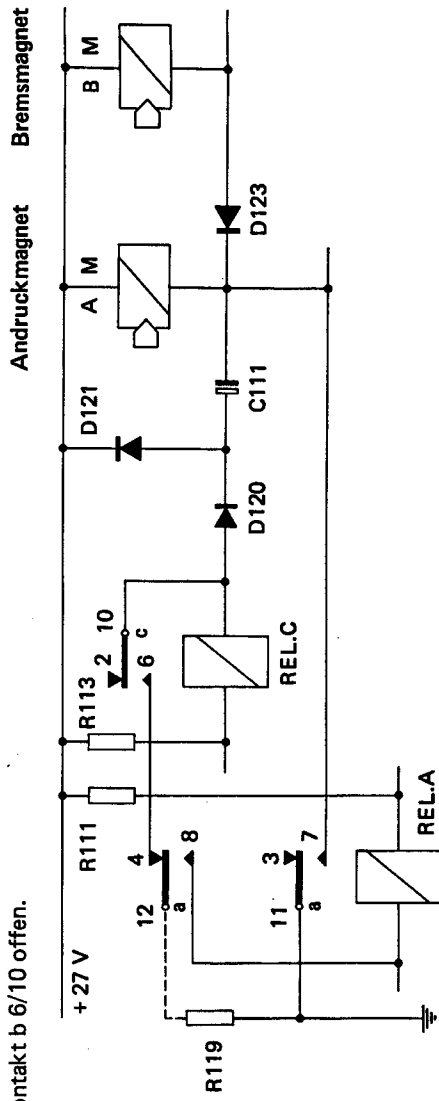 ontakt b 6/10 offen.
Andruckmagnet Bremsmagnet
+ 27 V
A M
B M
D121
R113
R111
2
10
c
6
D120
C111
D123
REL.C
12
4
a
8
11
3
a
7
R119
REL.A